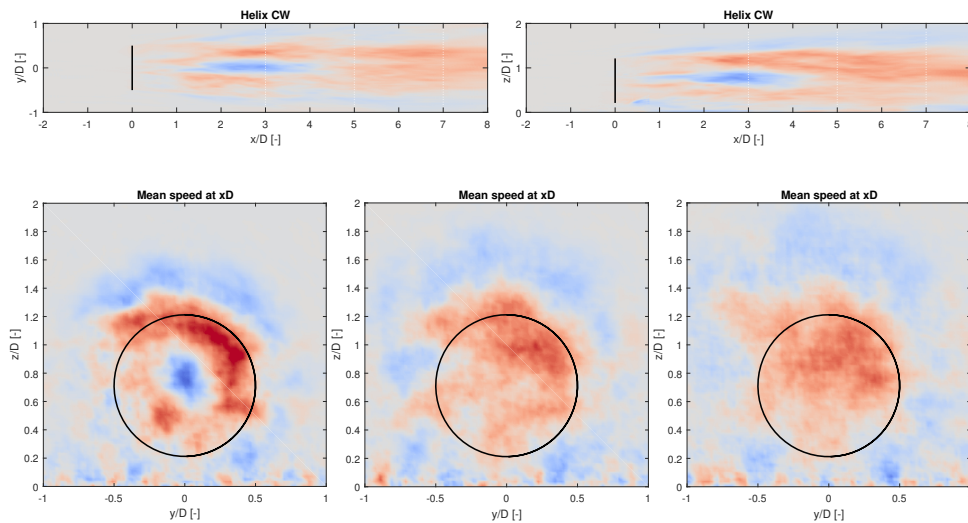 Helix CW
1
0
-1
y/D [-]
-2 -1 0 1 2 3 4 5 6 7 8
x/D [-]
Helix CW
2
1
0
z/D [-]
-2 -1 0 1 2 3 4 5 6 7 8
x/D [-]
Mean speed at xD
2
1.8
1.6
1.4
1.2
1
0.8
0.6
0.4
0.2
0
z/D [-]
-1 -0.5 0 0.5 1
y/D [-]
Mean speed at xD
2
1.8
1.6
1.4
1.2
1
0.8
0.6
0.4
0.2
0
z/D [-]
-1 -0.5 0 0.5 1
y/D [-]
Mean speed at xD
2
1.8
1.6
1.4
1.2
1
0.8
0.6
0.4
0.2
0
z/D [-]
-1 -0.5 0 0.5
y/D [-]